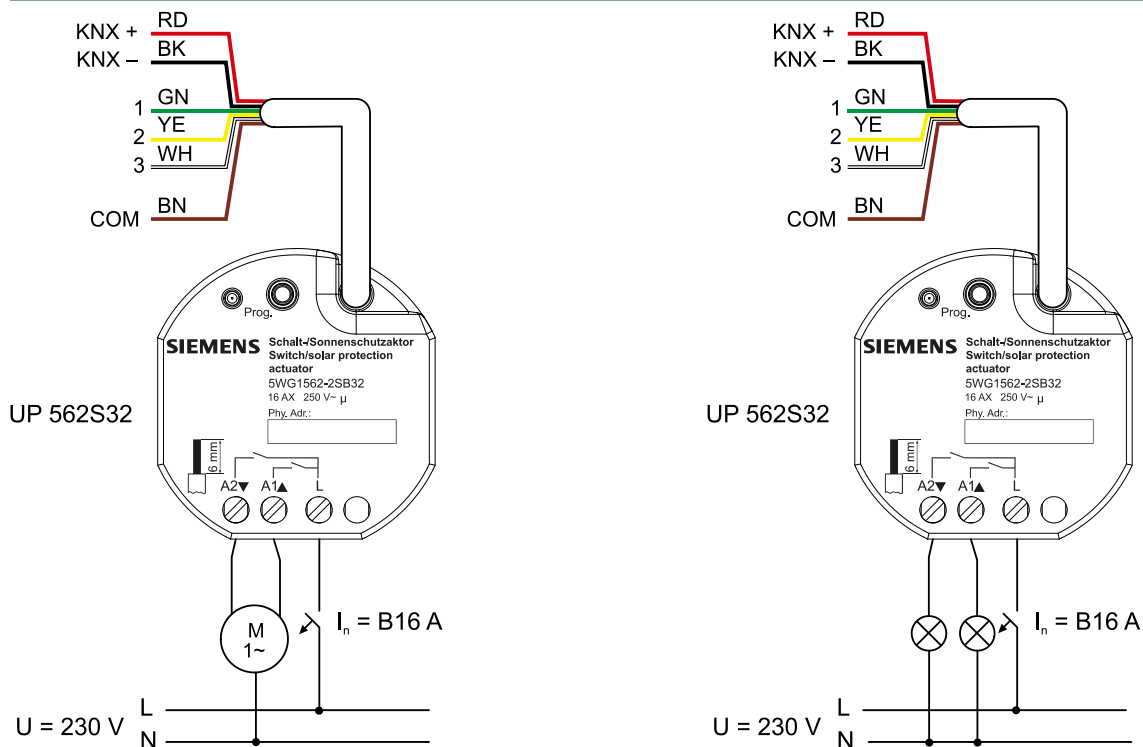 KNX + RD
KNX – BK
1 GN
2 YE
3 WH
COM BN
Prog.
SIEMENS
Schalt-/Sonnenschutzaktor
Switch/solar protection
actuator
5WG1562-2SB32
16 AX 250 V~ µ
Phy. Adr.:
UP 562S32
6 mm
A2▼ A1▲ L
M
1~
In = B16 A
U = 230 V
L
N
KNX + RD
KNX – BK
1 GN
2 YE
3 WH
COM BN
Prog.
SIEMENS
Schalt-/Sonnenschutzaktor
Switch/solar protection
actuator
5WG1562-2SB32
16 AX 250 V~ µ
Phy. Adr.:
UP 562S32
6 mm
A2▼ A1▲ L
In = B16 A
U = 230 V
L
N